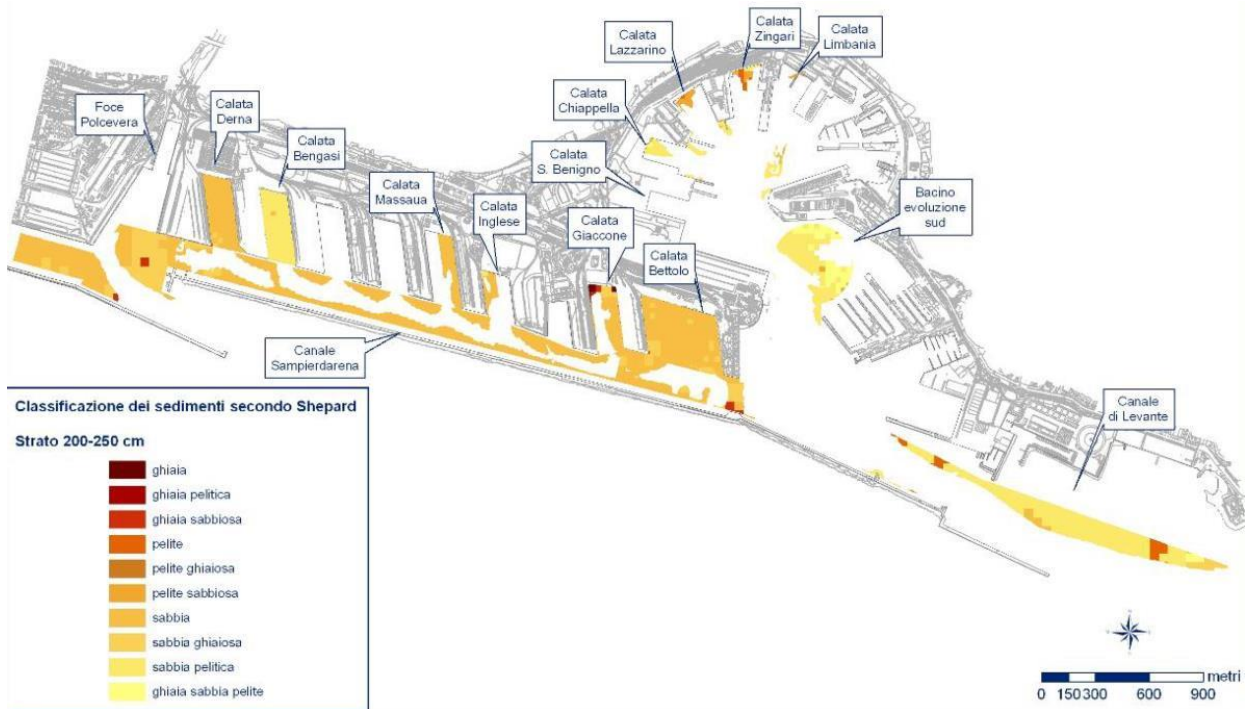 Calata
Zingari
Calata
Limbania
Calata
Lazzarino
Calata
Chiappella
Foce
Polcevera
Calata
Derna
Calata
Bengasi
Calata
S. Benigno
Calata
Massaua
Calata
Inglese
Calata
Giaccone
Bacino
evoluzione
sud
Calata
Bettolo
Canale
Sampierdarena
Canale
di Levante
Classificazione dei sedimenti secondo Shepard
Strato 200-250 cm
ghiaia
ghiaia pelitica
ghiaia sabbiosa
pelite
pelite ghiaiosa
pelite sabbiosa
sabbia
sabbia ghiaiosa
sabbia pelitica
ghiaia sabbia pelite
metri
0 150 300 600 900